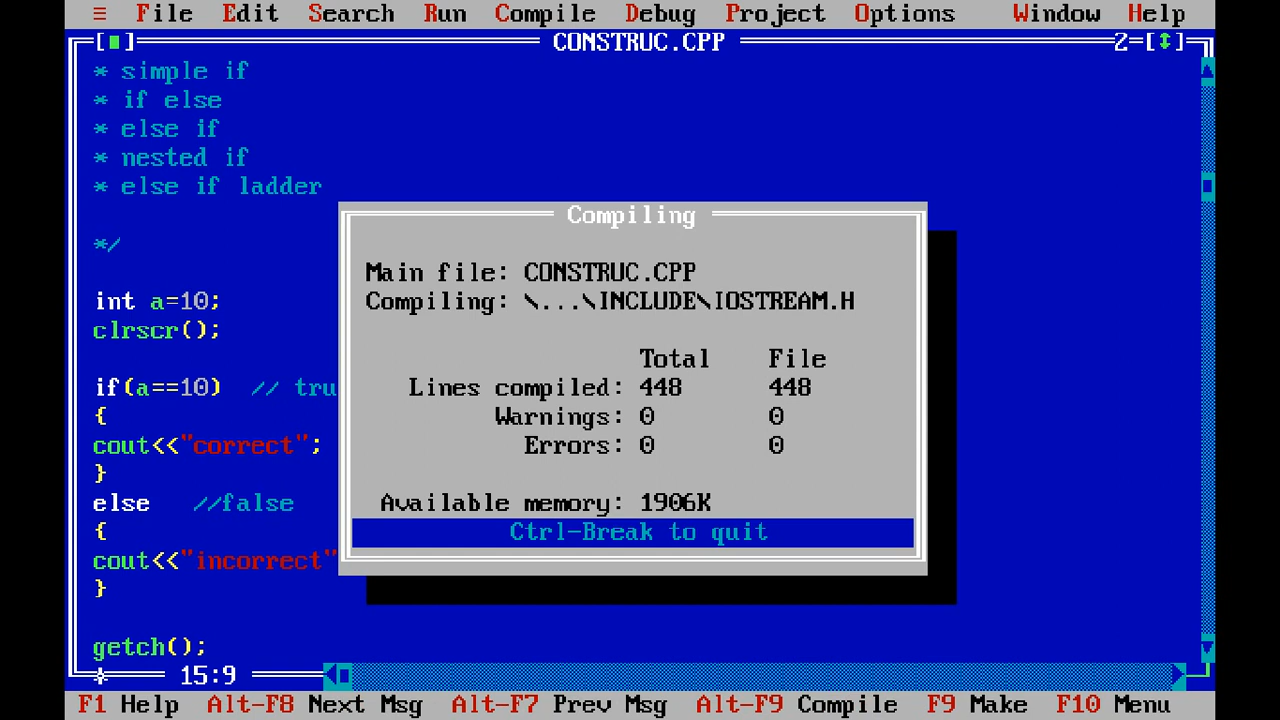 ≡ File Edit Search Run Compile Debug Project Options Window Help
[■] CONSTRUC.CPP 2=[↕]
* simple if
* if else
* else if
* nested if
* else if ladder
*/
int a=10;
clrscr();
if(a==10) // tru
{
cout<<"correct";
}
else //false
{
cout<<"incorrect"
}
getch();
Compiling
Main file: CONSTRUC.CPP
Compiling: \...\INCLUDE\IOSTREAM.H
Total File
Lines compiled: 448 448
Warnings: 0 0
Errors: 0 0
Available memory: 1906K
Ctrl-Break to quit
* 15:9
F1 Help Alt-F8 Next Msg Alt-F7 Prev Msg Alt-F9 Compile F9 Make F10 Menu